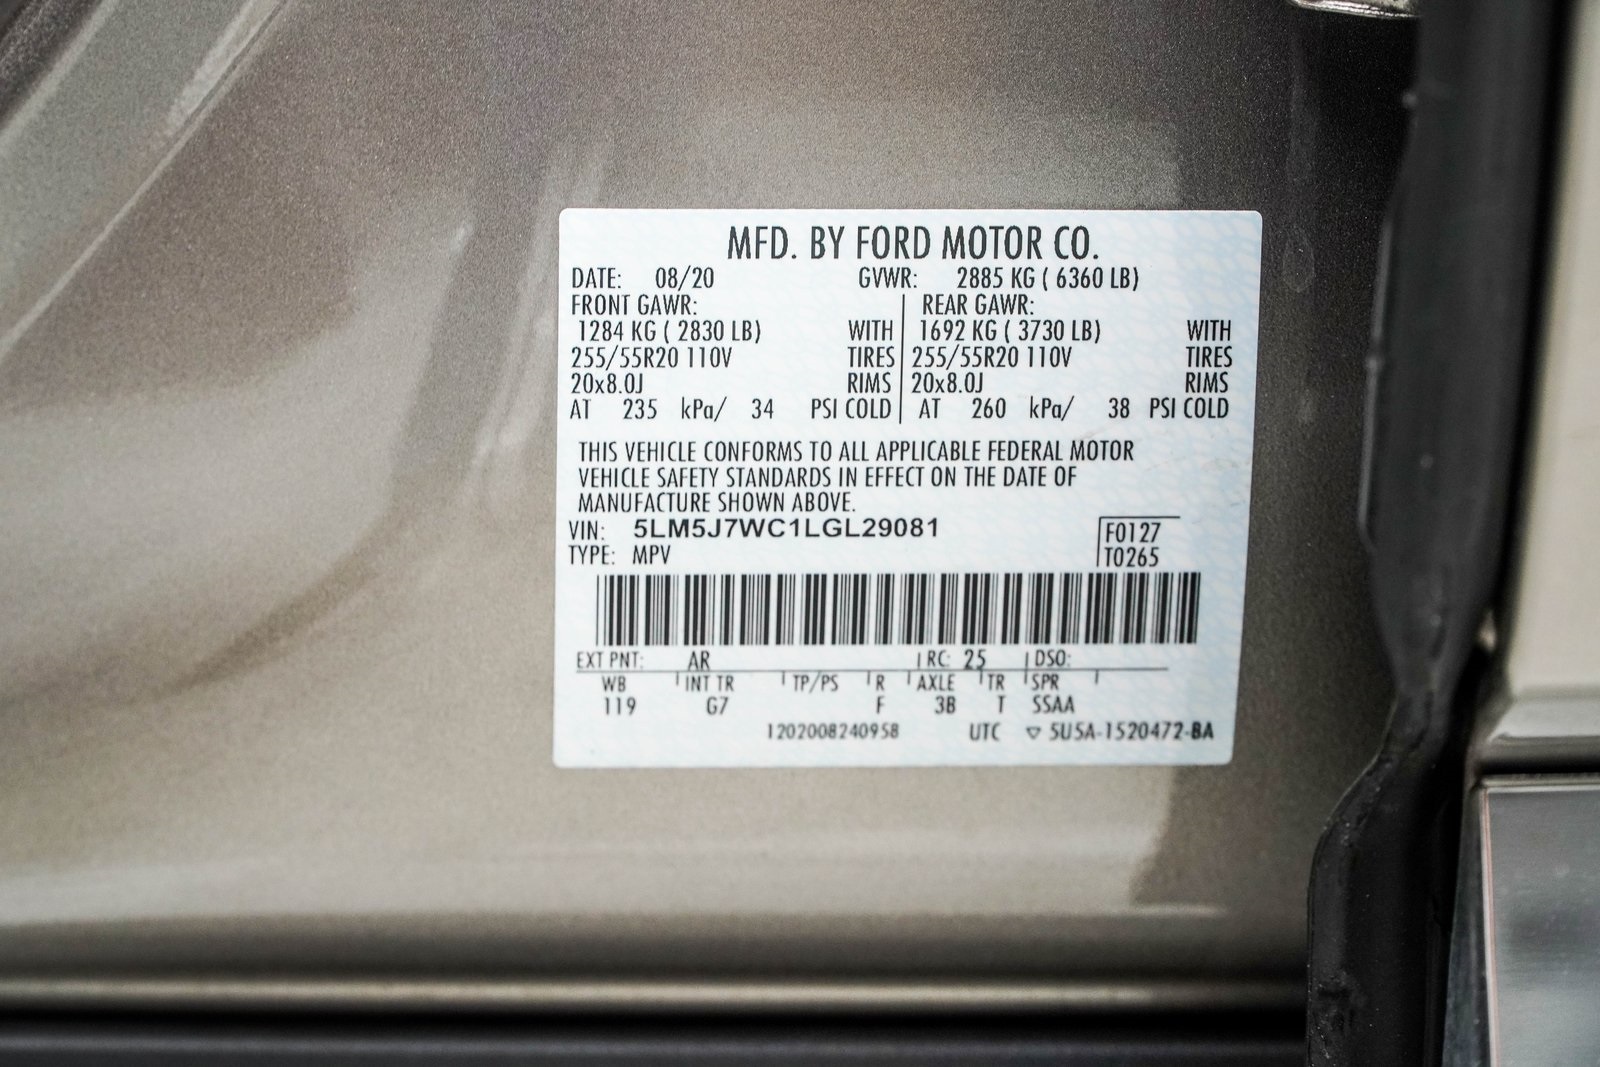 MFD. BY FORD MOTOR CO.
DATE: 08/20 GVWR: 2885 KG ( 6360 LB)
FRONT GAWR: REAR GAWR:
1284 KG ( 2830 LB) WITH 1692 KG ( 3730 LB) WITH
255/55R20 110V TIRES 255/55R20 110V TIRES
20x8.0J RIMS 20x8.0J RIMS
AT 235 kPa/ 34 PSI COLD AT 260 kPa/ 38 PSI COLD
THIS VEHICLE CONFORMS TO ALL APPLICABLE FEDERAL MOTOR
VEHICLE SAFETY STANDARDS IN EFFECT ON THE DATE OF
MANUFACTURE SHOWN ABOVE.
VIN: 5LM5J7WC1LGL29081 F0127
TYPE: MPV T0265
EXT PNT: AR RC: 25 DSO:
WB INT TR TP/PS R AXLE TR SPR
119 G7 F 3B T SSAA
1202008240958 UTC ▽ 5U5A-1520472-BA